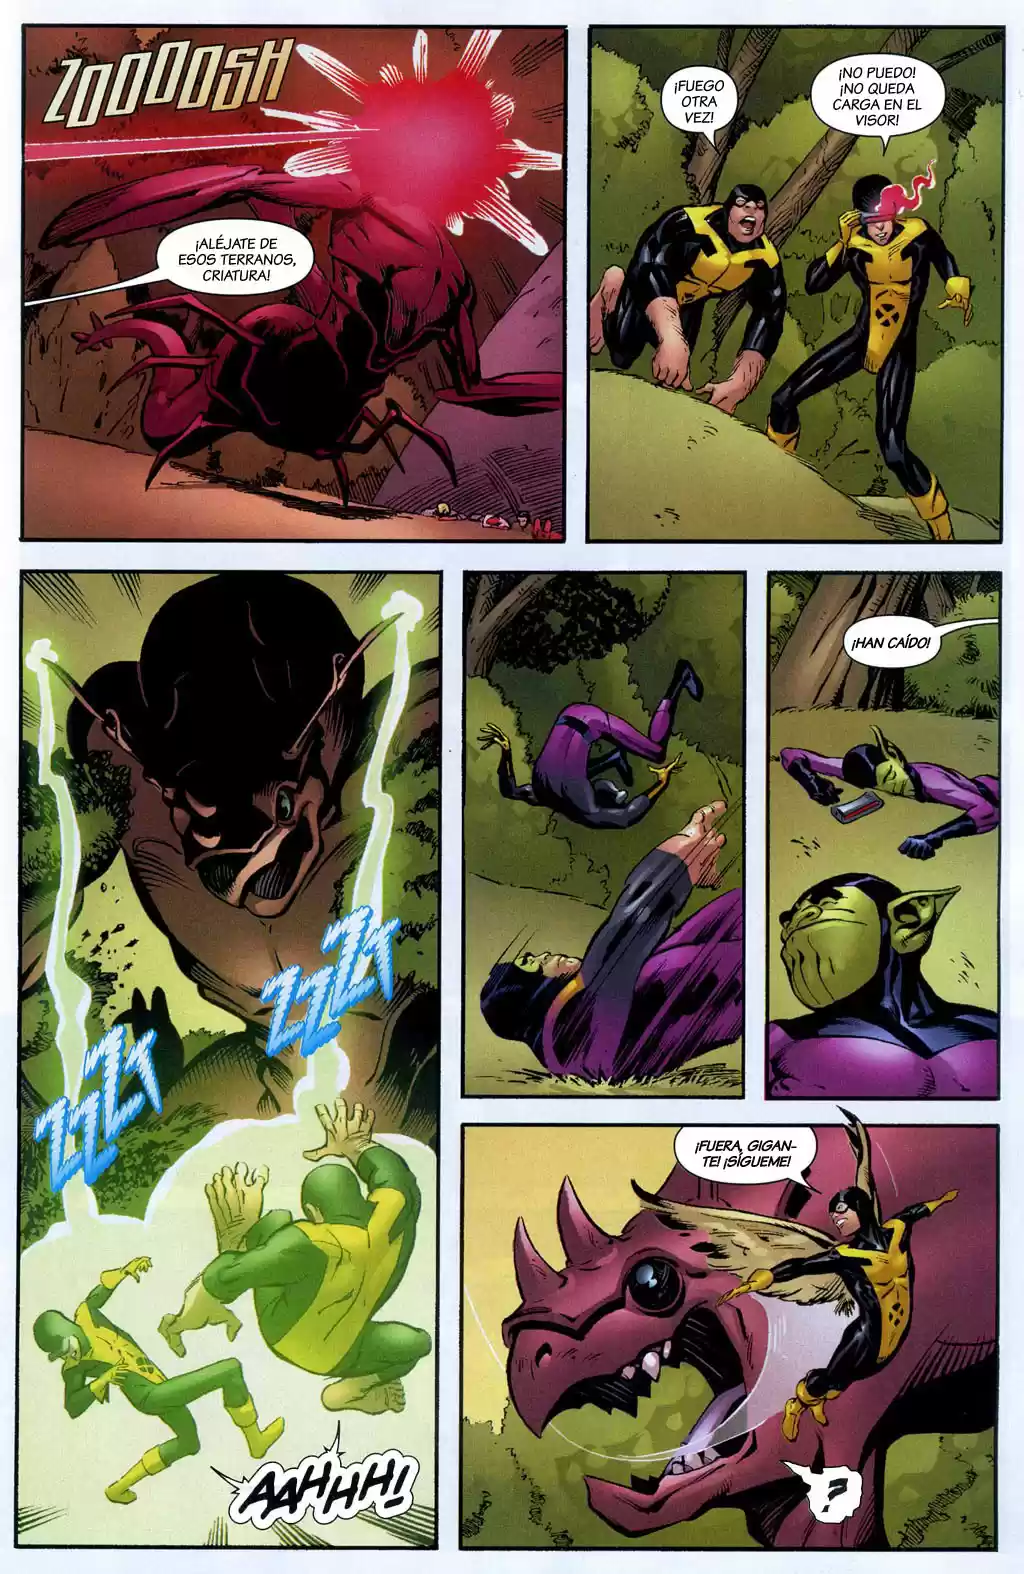 ZOOOOSH
¡ALÉJATE DE
ESOS TERRANOS,
CRIATURA!
¡FUEGO
OTRA
VEZ!
¡NO PUEDO!
¡NO QUEDA
CARGA EN EL
VISOR!
ZZZT
ZZZT
AAHHHH!
¡HAN CAÍDO!
¡FUERA, GIGAN-
TE! ¡SÍGUEME!
?